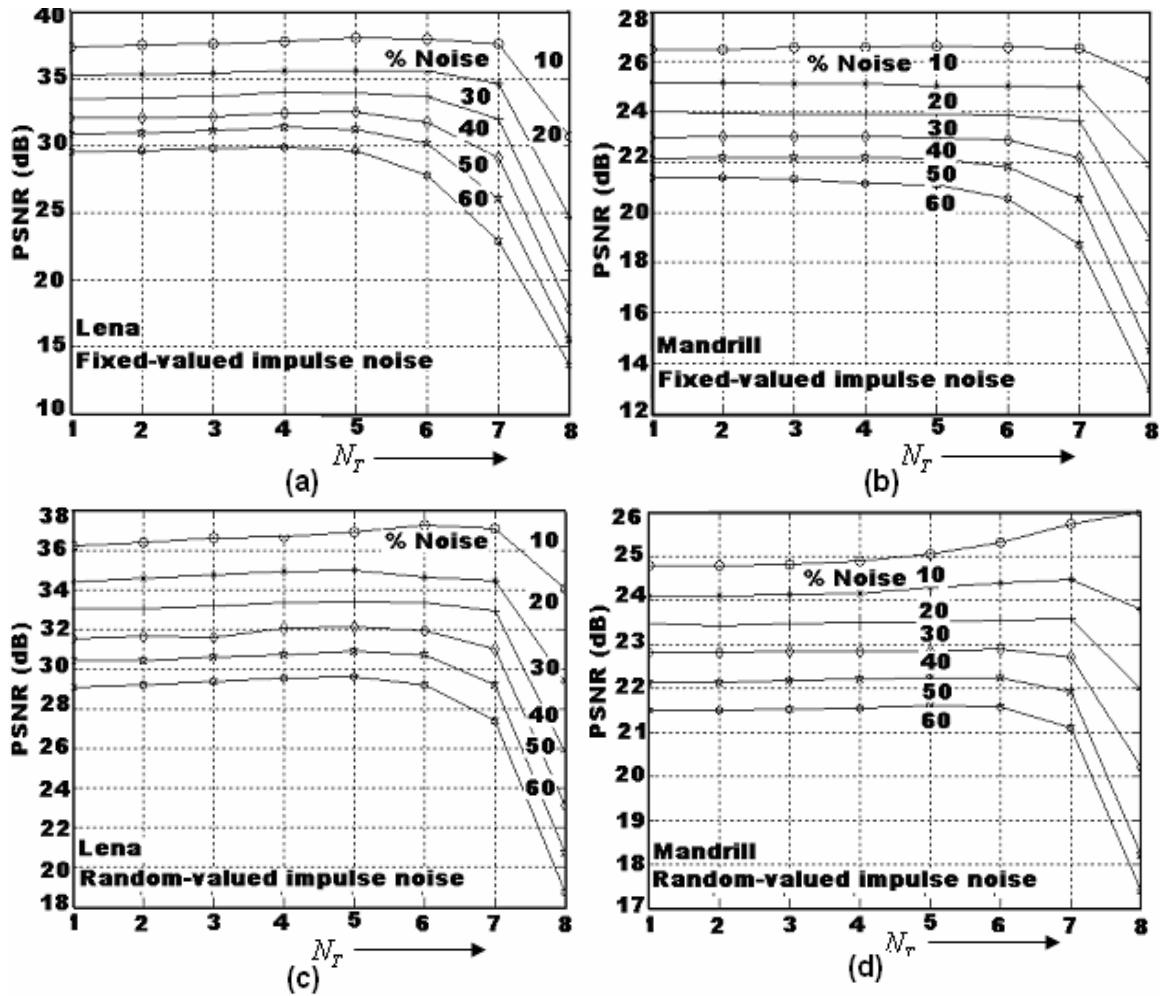 40
35
30
25
20
15
10
PSNR (dB)
% Noise
10
20
30
40
50
60
Lena
Fixed-valued impulse noise
1 2 3 4 5 6 7 8
N_T
(a)
28
26
24
22
20
18
16
14
12
PSNR (dB)
% Noise 10
20
30
40
50
60
Mandrill
Fixed-valued impulse noise
1 2 3 4 5 6 7 8
N_T
(b)
38
36
34
32
30
28
26
24
22
20
18
PSNR (dB)
% Noise
10
20
30
40
50
60
Lena
Random-valued impulse noise
1 2 3 4 5 6 7 8
N_T
(c)
26
25
24
23
22
21
20
19
18
17
PSNR (dB)
% Noise 10
20
30
40
50
60
Mandrill
Random-valued impulse noise
1 2 3 4 5 6 7 8
N_T
(d)